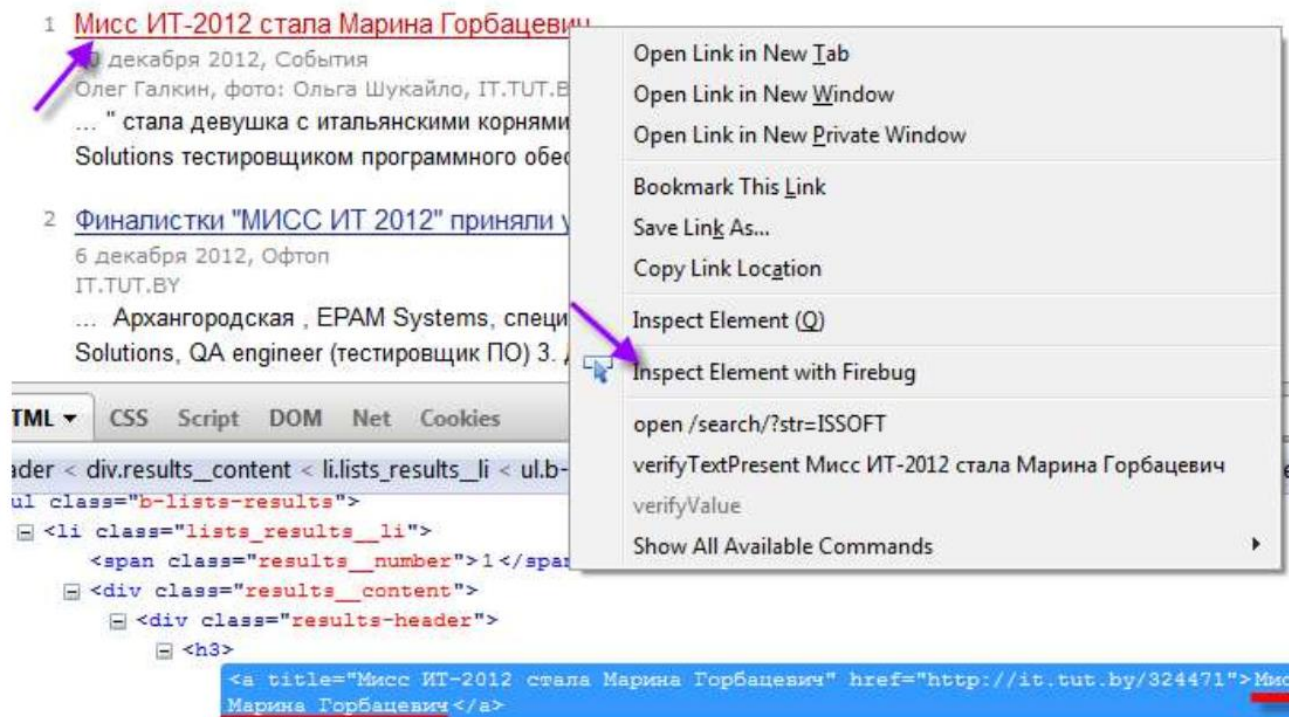 1 Мисс ИТ-2012 стала Марина Горбацевич
декабря 2012, События
Олег Галкин, фото: Ольга Шукайло, IT.TUT.B
... " стала девушка с итальянскими корнями
Solutions тестировщиком программного обес
2 Финалистки "МИСС ИТ 2012" приняли у
6 декабря 2012, Офтоп
IT.TUT.BY
... Архангородская , EPAM Systems, специ
Solutions, QA engineer (тестировщик ПО) 3.
Open Link in New Tab
Open Link in New Window
Open Link in New Private Window
Bookmark This Link
Save Link As...
Copy Link Location
Inspect Element (Q)
Inspect Element with Firebug
open /search/?str=ISSOFT
verifyTextPresent Мисс ИТ-2012 стала Марина Горбацевич
verifyValue
Show All Available Commands
TML CSS Script DOM Net Cookies
ader < div.results__content < li.lists_results__li < ul.b-
ul class="b-lists-results">
<li class="lists_results__li">
<span class="results__number">1</spar
<div class="results__content">
<div class="results-header">
<h3>
<a title="Мисс ИТ-2012 стала Марина Горбацевич" href="http://it.tut.by/324471">Мис
Марина Горбацевич</a>